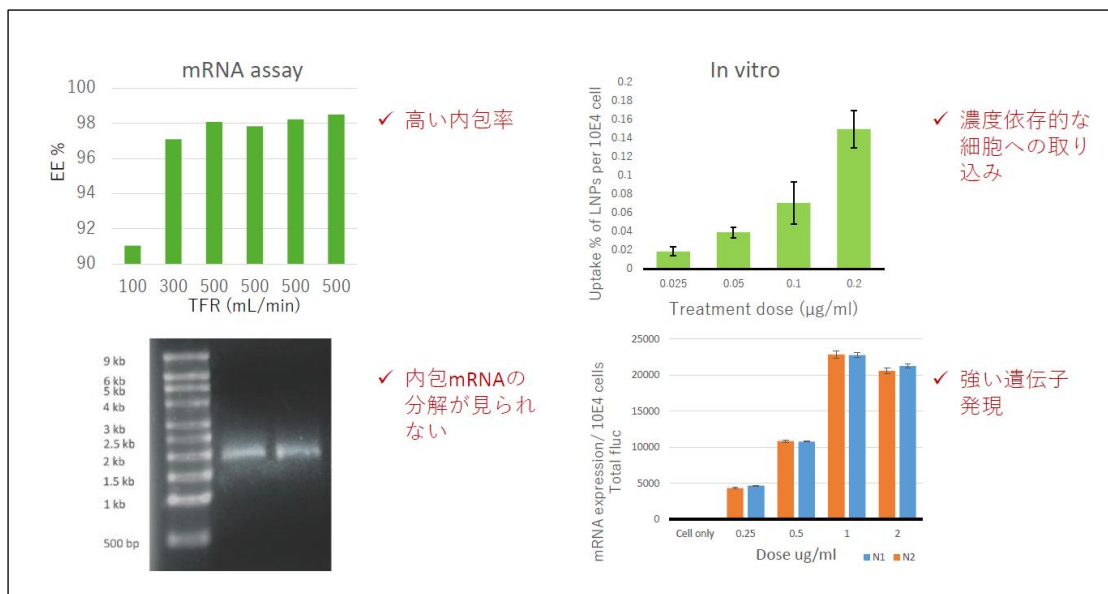 mRNA assay
100
98
96
94
92
90
EE %
100 300 500 500 500 500
TFR (mL/min)
✓ 高い内包率
In vitro
0.2
0.18
0.16
0.14
0.12
0.1
0.08
0.06
0.04
0.02
0
Uptake % of LNPs per 10E4 cell
0.025 0.05 0.1 0.2
Treatment dose (µg/ml)
✓ 濃度依存的な
細胞への取り
込み
9 kb
6 kb
5 kb
4 kb
3 kb
2.5 kb
2 kb
1.5 kb
1 kb
500 bp
✓ 内包mRNAの
分解が見られ
ない
25000
20000
15000
10000
5000
0
mRNA expression/ 10E4 cells
Total fluc
Cell only 0.25 0.5 1 2
Dose ug/ml
N1 N2
✓ 強い遺伝子
発現